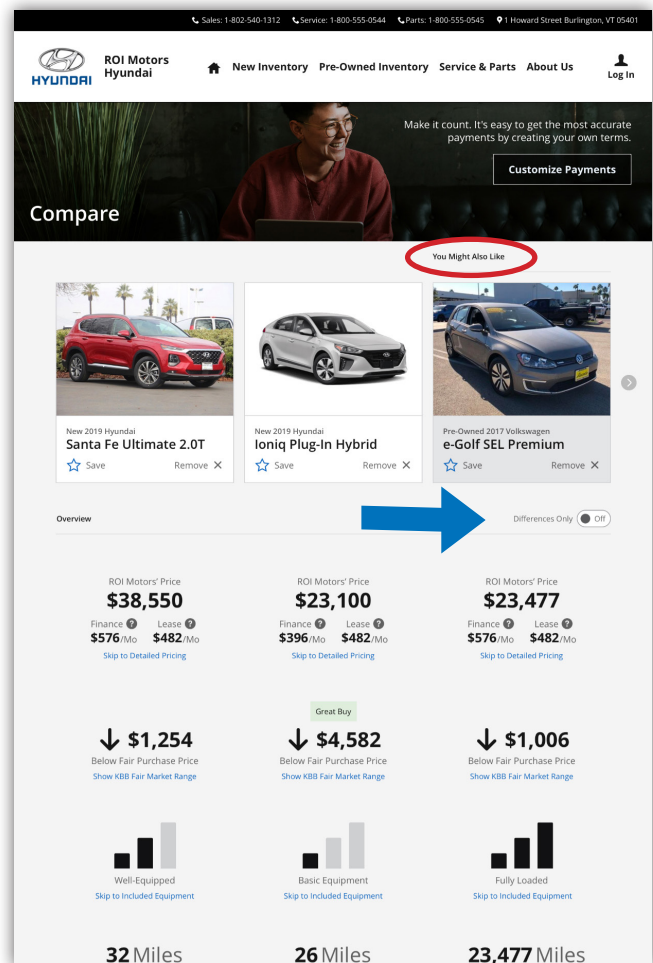 Sales: 1-802-540-1312 Service: 1-800-555-0544 Parts: 1-800-555-0545 1 Howard Street Burlington, VT 05401
HYUNDAI
ROI Motors
Hyundai
New Inventory Pre-Owned Inventory Service & Parts About Us
Log In
Make it count. It's easy to get the most accurate
payments by creating your own terms.
Customize Payments
Compare
You Might Also Like
New 2019 Hyundai
Santa Fe Ultimate 2.0T
Save Remove
New 2019 Hyundai
Ioniq Plug-In Hybrid
Save Remove
Pre-Owned 2017 Volkswagen
e-Golf SEL Premium
Save Remove
Overview
Differences Only Off
ROI Motors' Price ROI Motors' Price ROI Motors' Price
$38,550 $23,100 $23,477
Finance ? Lease ? Finance ? Lease ? Finance ? Lease ?
$576/Mo $482/Mo $396/Mo $482/Mo $576/Mo $482/Mo
Skip to Detailed Pricing Skip to Detailed Pricing Skip to Detailed Pricing
Great Buy
$1,254 $4,582 $1,006
Below Fair Purchase Price Below Fair Purchase Price Below Fair Purchase Price
Show KBB Fair Market Range Show KBB Fair Market Range Show KBB Fair Market Range
Well-Equipped Basic Equipment Fully Loaded
Skip to Included Equipment Skip to Included Equipment Skip to Included Equipment
32 Miles 26 Miles 23,477 Miles